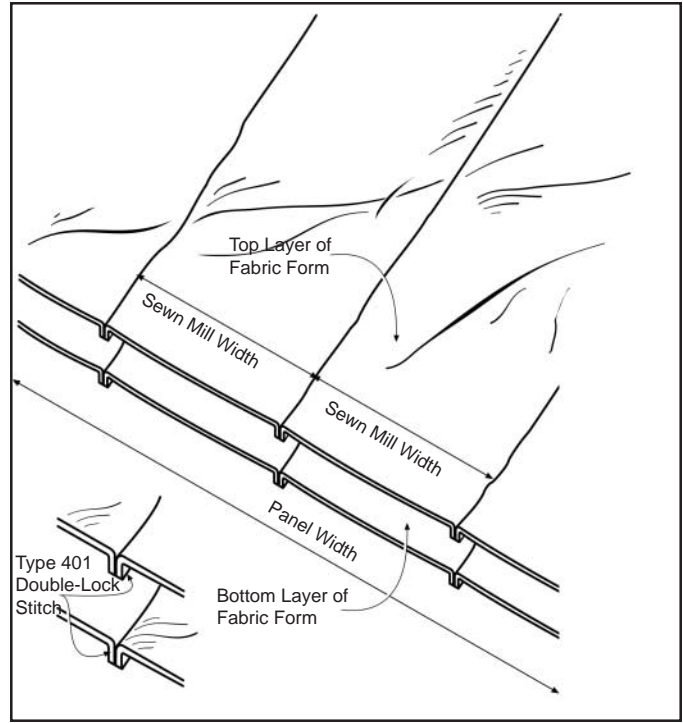 Top Layer of
Fabric Form
Sewn Mill Width
Sewn Mill Width
Panel Width
Type 401
Double-Lock
Stitch
Bottom Layer of
Fabric Form